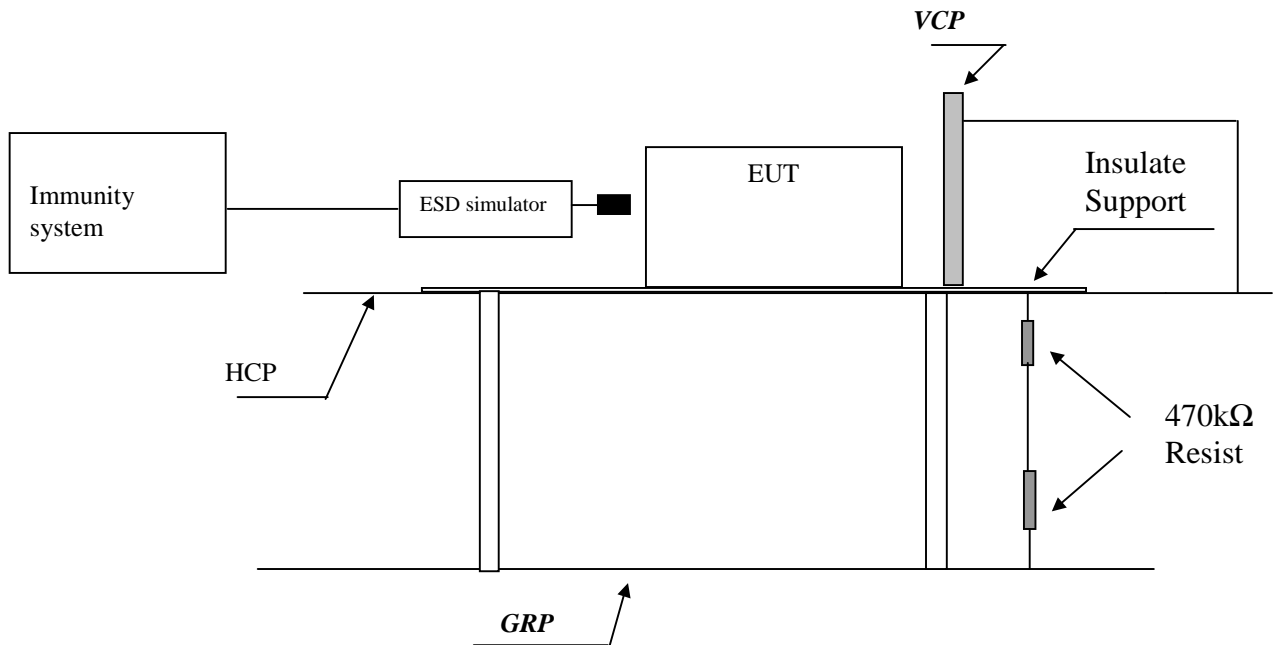 VCP
Immunity
system
ESD simulator
EUT
Insulate
Support
HCP
470kΩ
Resist
GRP